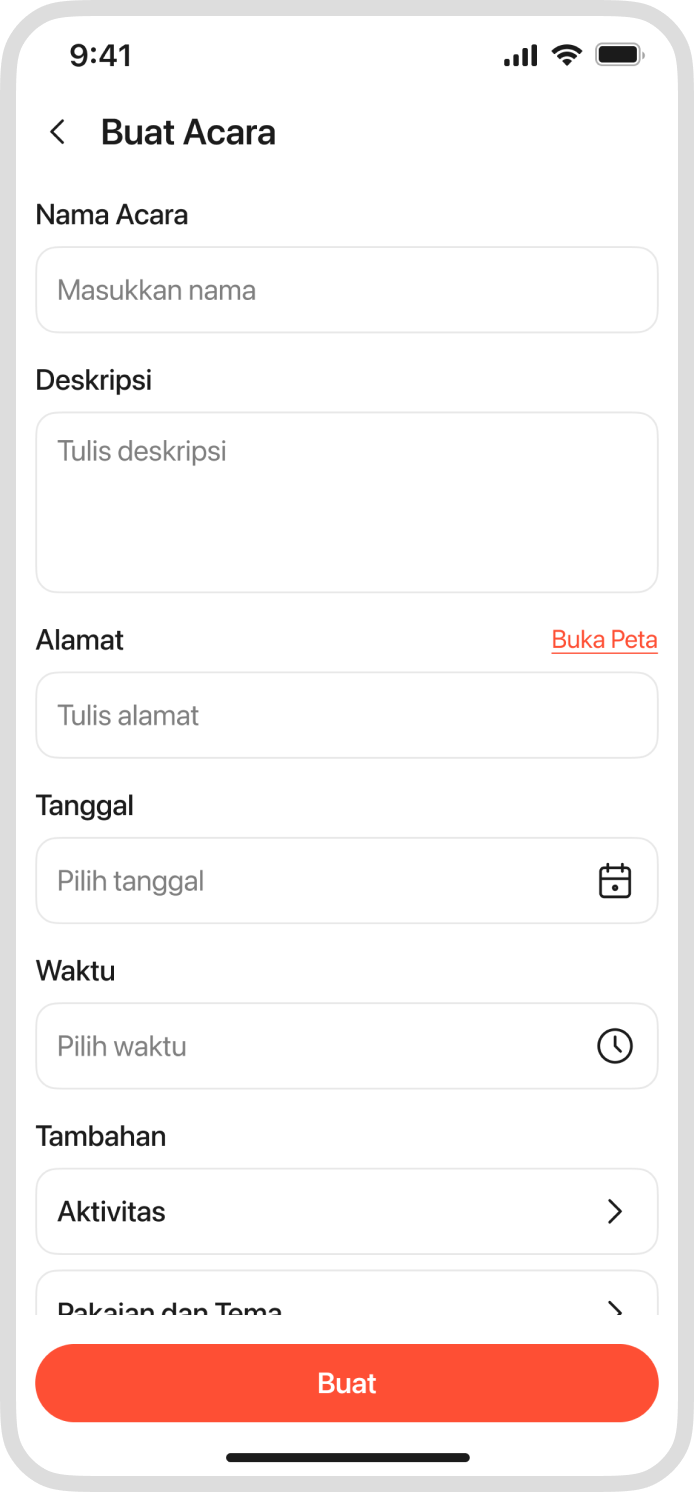 9:41
Buat Acara
Nama Acara
Masukkan nama
Deskripsi
Tulis deskripsi
Alamat
Buka Peta
Tulis alamat
Tanggal
Pilih tanggal
Waktu
Pilih waktu
Tambahan
Aktivitas
Pakaian dan Tema
Buat